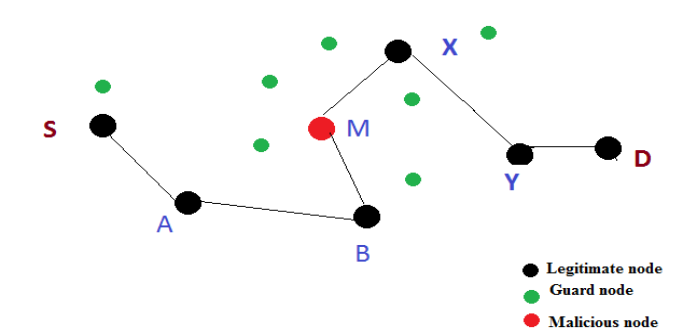 X
S
M
D
Y
A
B
Legitimate node
Guard node
Malicious node